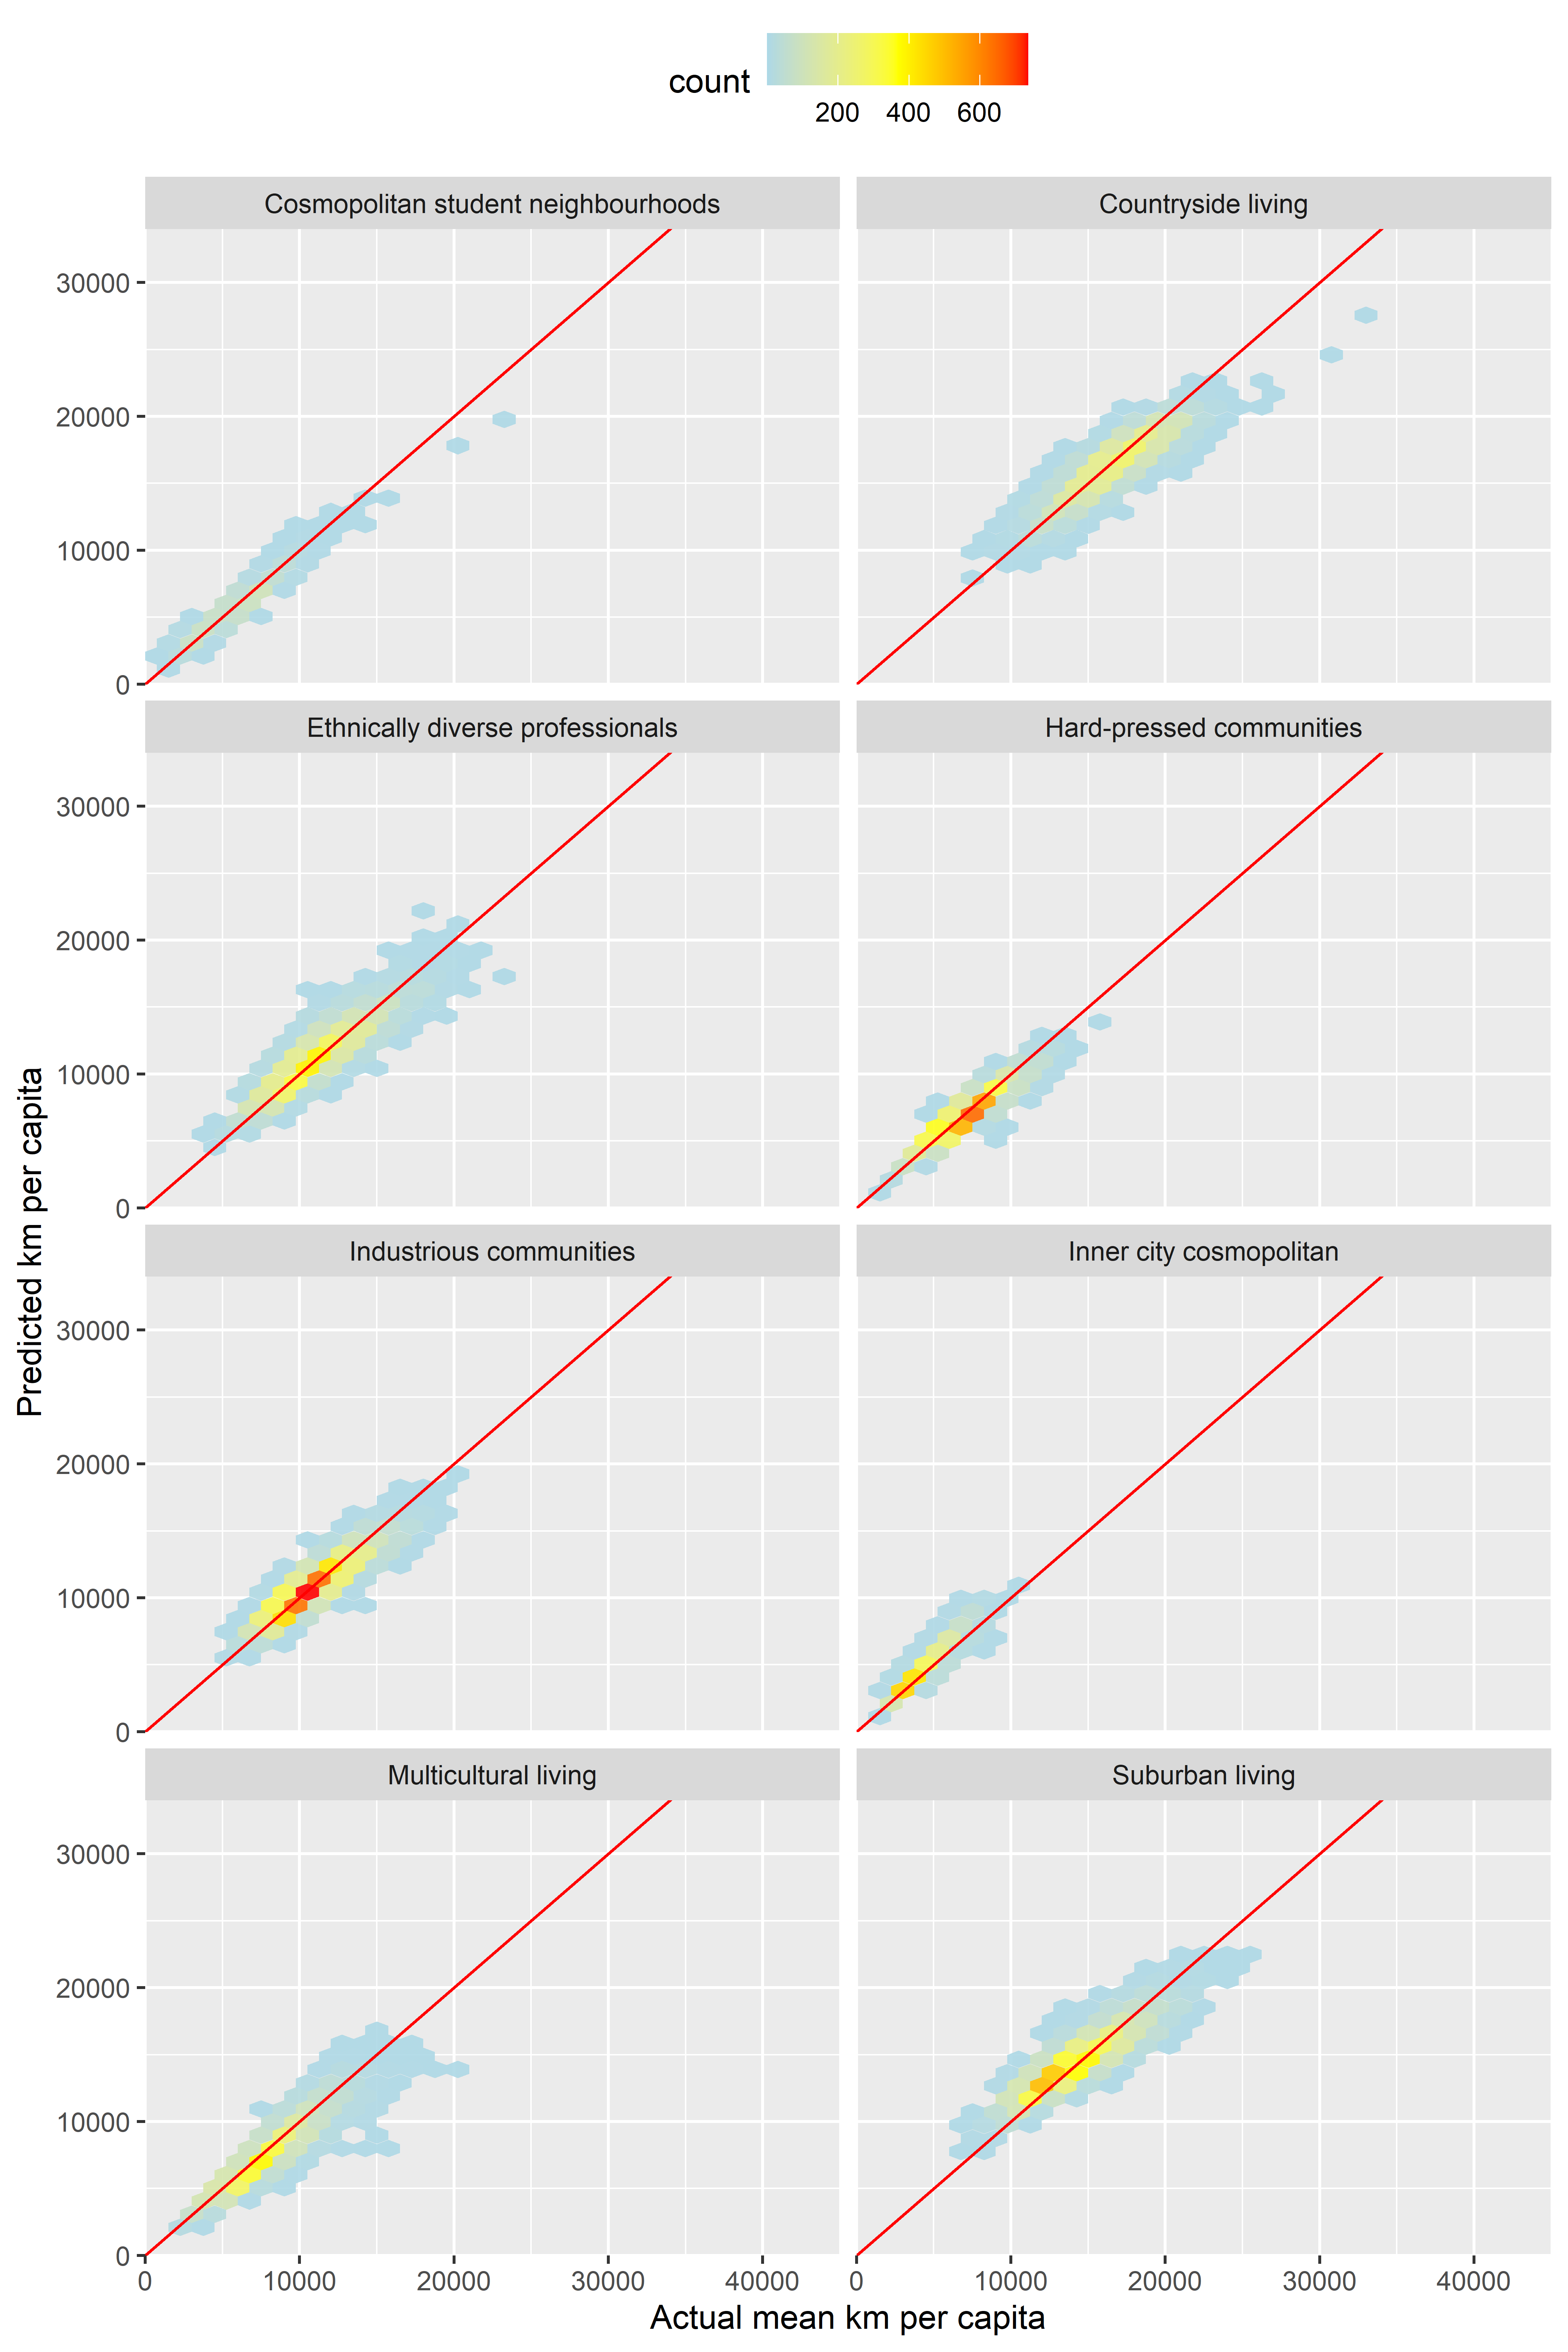 count
200 400 600
Cosmopolitan student neighbourhoods
Countryside living
30000
20000
10000
0
Ethnically diverse professionals
Hard-pressed communities
30000
20000
10000
0
Industrious communities
Inner city cosmopolitan
30000
20000
10000
0
Multicultural living
Suburban living
30000
20000
10000
0
0 10000 20000 30000 40000
0 10000 20000 30000 40000
Actual mean km per capita
Predicted km per capita